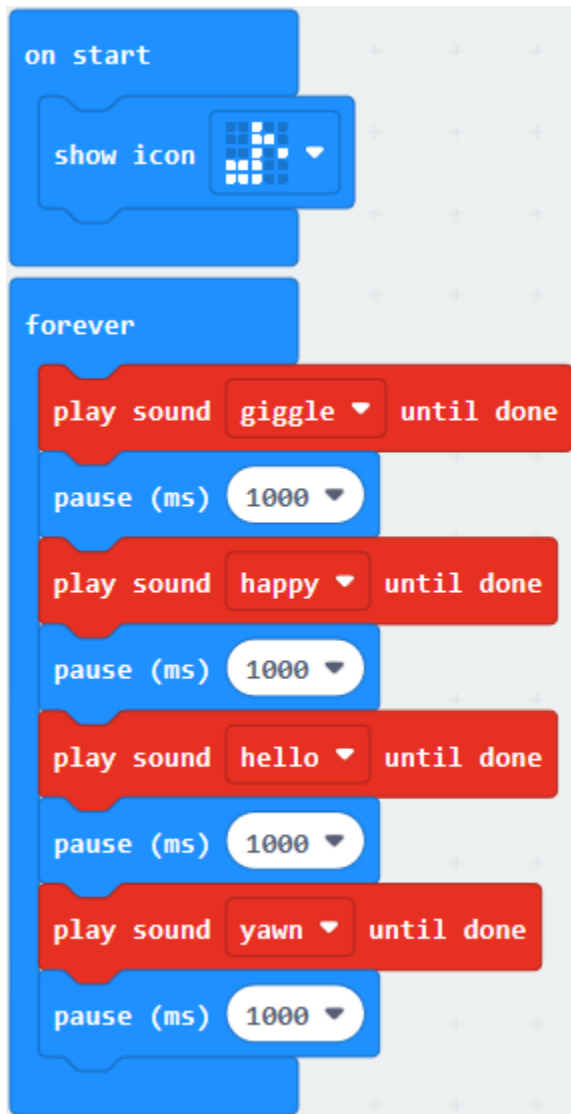 on start
show icon
forever
play sound giggle until done
pause (ms) 1000
play sound happy until done
pause (ms) 1000
play sound hello until done
pause (ms) 1000
play sound yawn until done
pause (ms) 1000